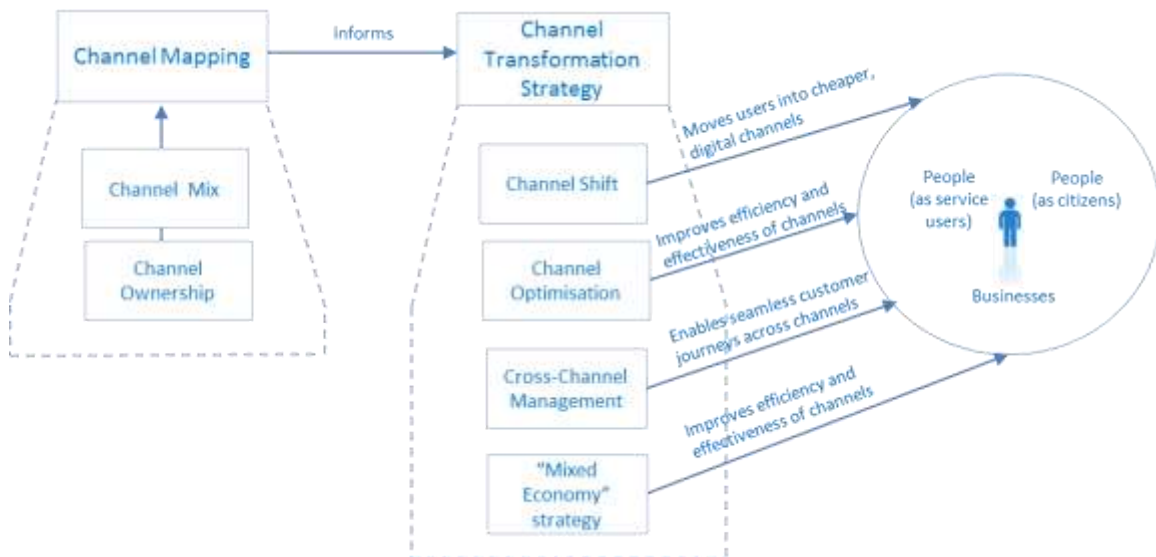 Channel Mapping
Informs
Channel
Transformation
Strategy
Channel Mix
Channel
Ownership
Channel Shift
Moves users into cheaper,
digital channels
Channel
Optimisation
Improves efficiency and
effectiveness of channels
Cross-Channel
Management
Enables seamless customer
journeys across channels
"Mixed
Economy"
strategy
Improves efficiency and
effectiveness of channels
People
(as service
users)
People
(as citizens)
Businesses